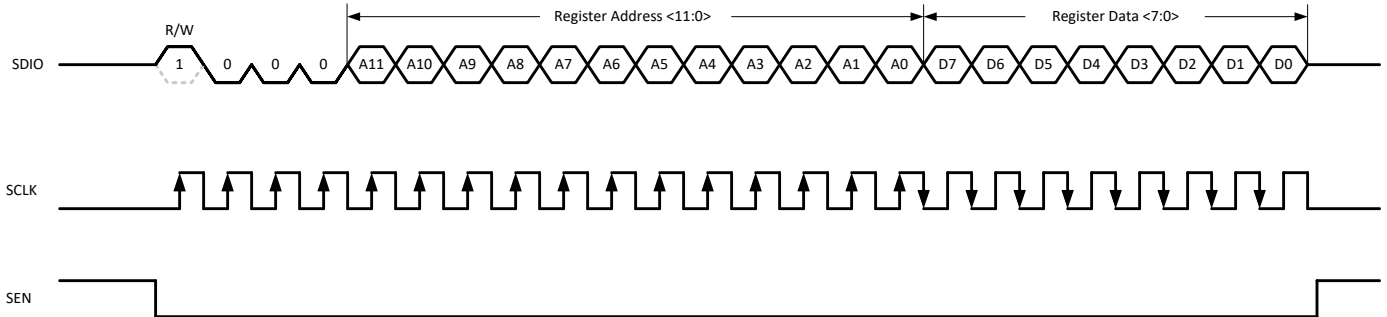 Register Address <11:0> Register Data <7:0>
R/W
SDIO 1 0 0 0 A11 A10 A9 A8 A7 A6 A5 A4 A3 A2 A1 A0 D7 D6 D5 D4 D3 D2 D1 D0
SCLK
SEN